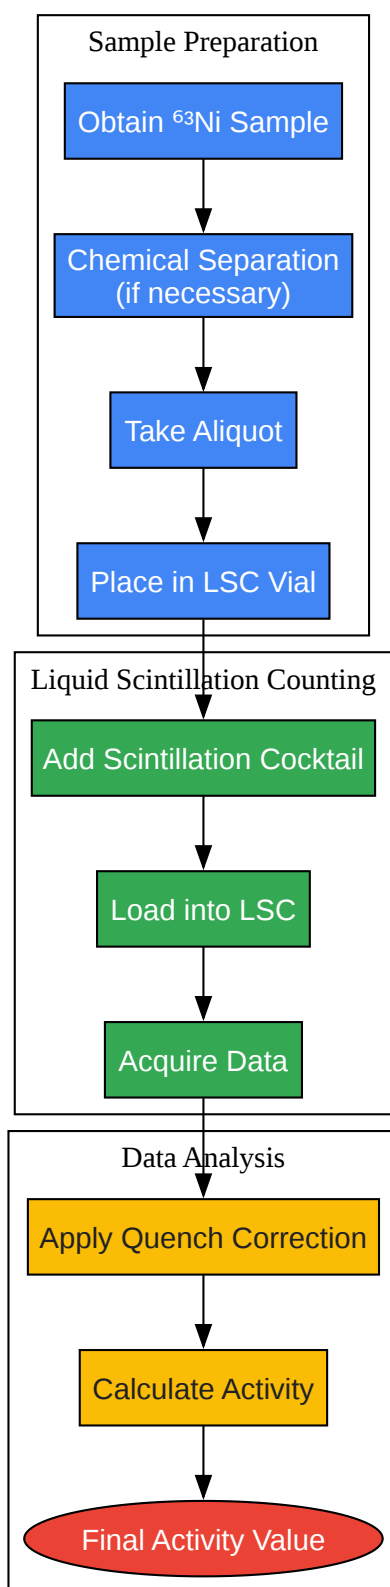 Sample Preparation
Obtain ⁶³Ni Sample
Chemical Separation
(if necessary)
Take Aliquot
Place in LSC Vial
Liquid Scintillation Counting
Add Scintillation Cocktail
Load into LSC
Acquire Data
Data Analysis
Apply Quench Correction
Calculate Activity
Final Activity Value